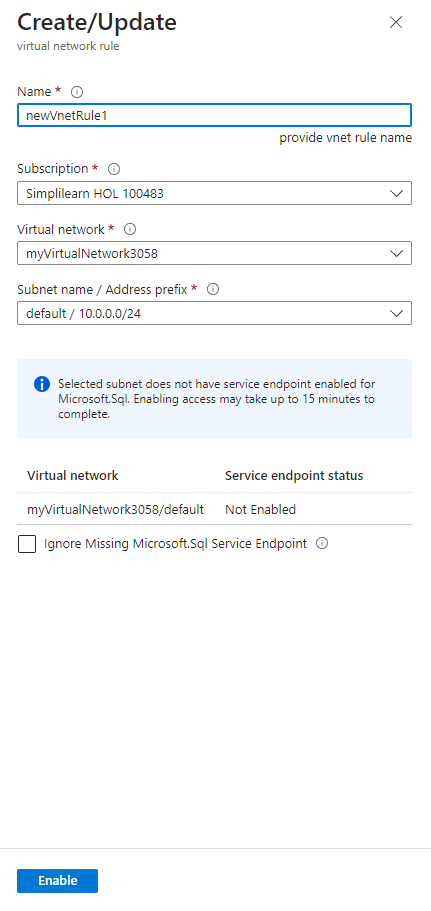 Create/Update
virtual network rule
Name *
newVnetRule1
provide vnet rule name
Subscription *
Simplilearn HOL 100483
Virtual network *
myVirtualNetwork3058
Subnet name / Address prefix *
default / 10.0.0.0/24
Selected subnet does not have service endpoint enabled for
Microsoft.Sql. Enabling access may take up to 15 minutes to
complete.
Virtual network Service endpoint status
myVirtualNetwork3058/default Not Enabled
Ignore Missing Microsoft.Sql Service Endpoint
Enable